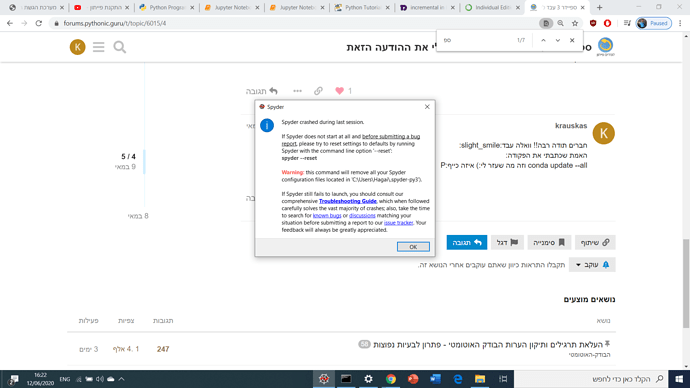 מערכת הגשה
התקנת פייתון
Python Progra
Jupyter Notebo
Jupyter Notebo
Python Tutoria
incremental in
Individual Editi
forums.pythonic.guru/t/topic/6015/4
Paused
ספ
1/7
K
י את ההודעה הזאת
תגובה
1
krauskas
K
חברים תודה רבה!! וואלה עבד:slight_smile:
האמת שכתבתי את הפקודה:
conda update --all וזה מה שעזר לי:) איזה כייף:P
4 / 5
9 במאי
8 במאי
Spyder
Spyder crashed during last session.
If Spyder does not start at all and before submitting a bug
report, please try to reset settings to defaults by running
Spyder with the command line option '--reset':
spyder --reset
Warning: this command will remove all your Spyder
configuration files located in 'C:\Users\Hagai\.spyder-py3').
If Spyder still fails to launch, you should consult our
comprehensive Troubleshooting Guide, which when followed
carefully solves the vast majority of crashes; also, take the time
to search for known bugs or discussions matching your
situation before submitting a report to our issue tracker. Your
feedback will always be greatly appreciated.
OK
שיתוף
סימנייה
דגל
תגובה
עוקב
תקבלו התראות כיוון שאתם עוקבים אחרי הנושא זה.
נושאים מוצעים
נושא
תגובות
צפיות
פעילות
העלאת תרגילים ותיקון הערות הבודק האוטומטי - פתרון לבעיות נפוצות
58
247
1.4 אלף
3 ימים
הבודק-האוטומטי
2
16:22
12/06/2020
ENG
הקלד כאן כדי לחפש